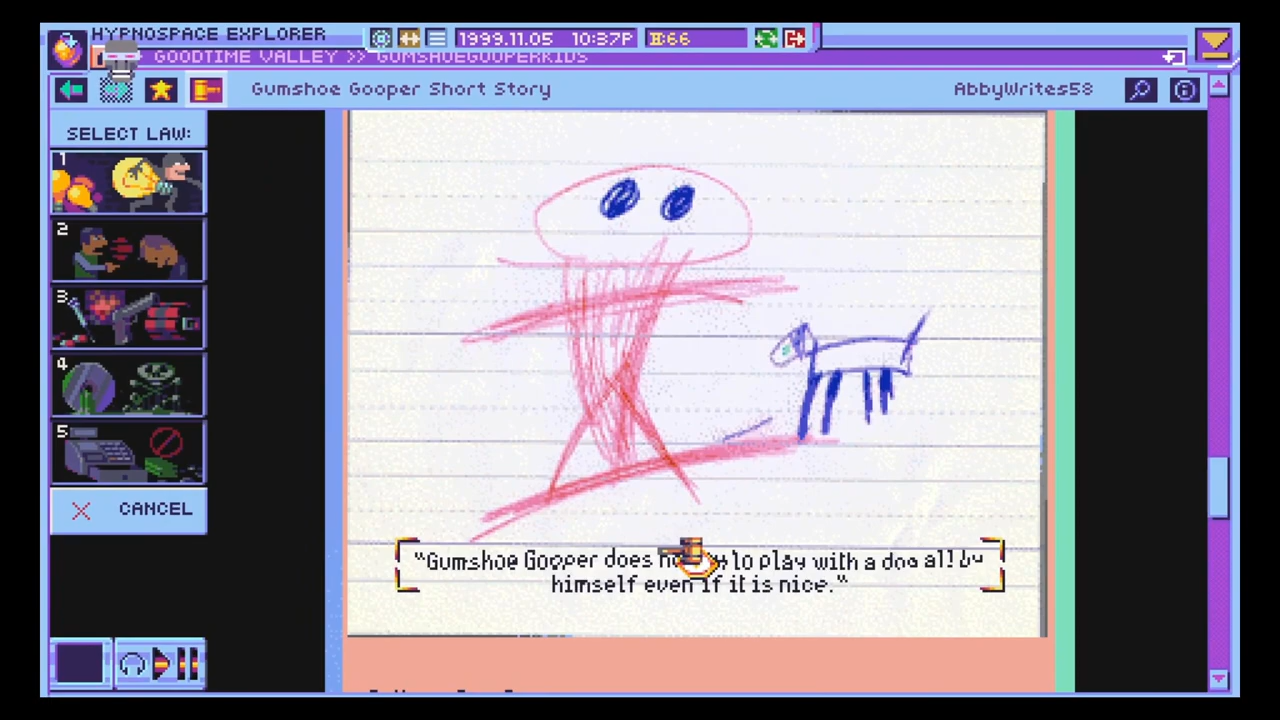 HYPNOSPACE EXPLORER
1999.11.05 10:37P
66
GOODTIME VALLEY >> GUMSHOEGOOPERKIDS
Gumshoe Gooper Short Story
AbbyWrites58
SELECT LAW:
1
2
3
4
5
CANCEL
"Gumshoe Gooper does to play with a dog all by
himself even if it is nice."